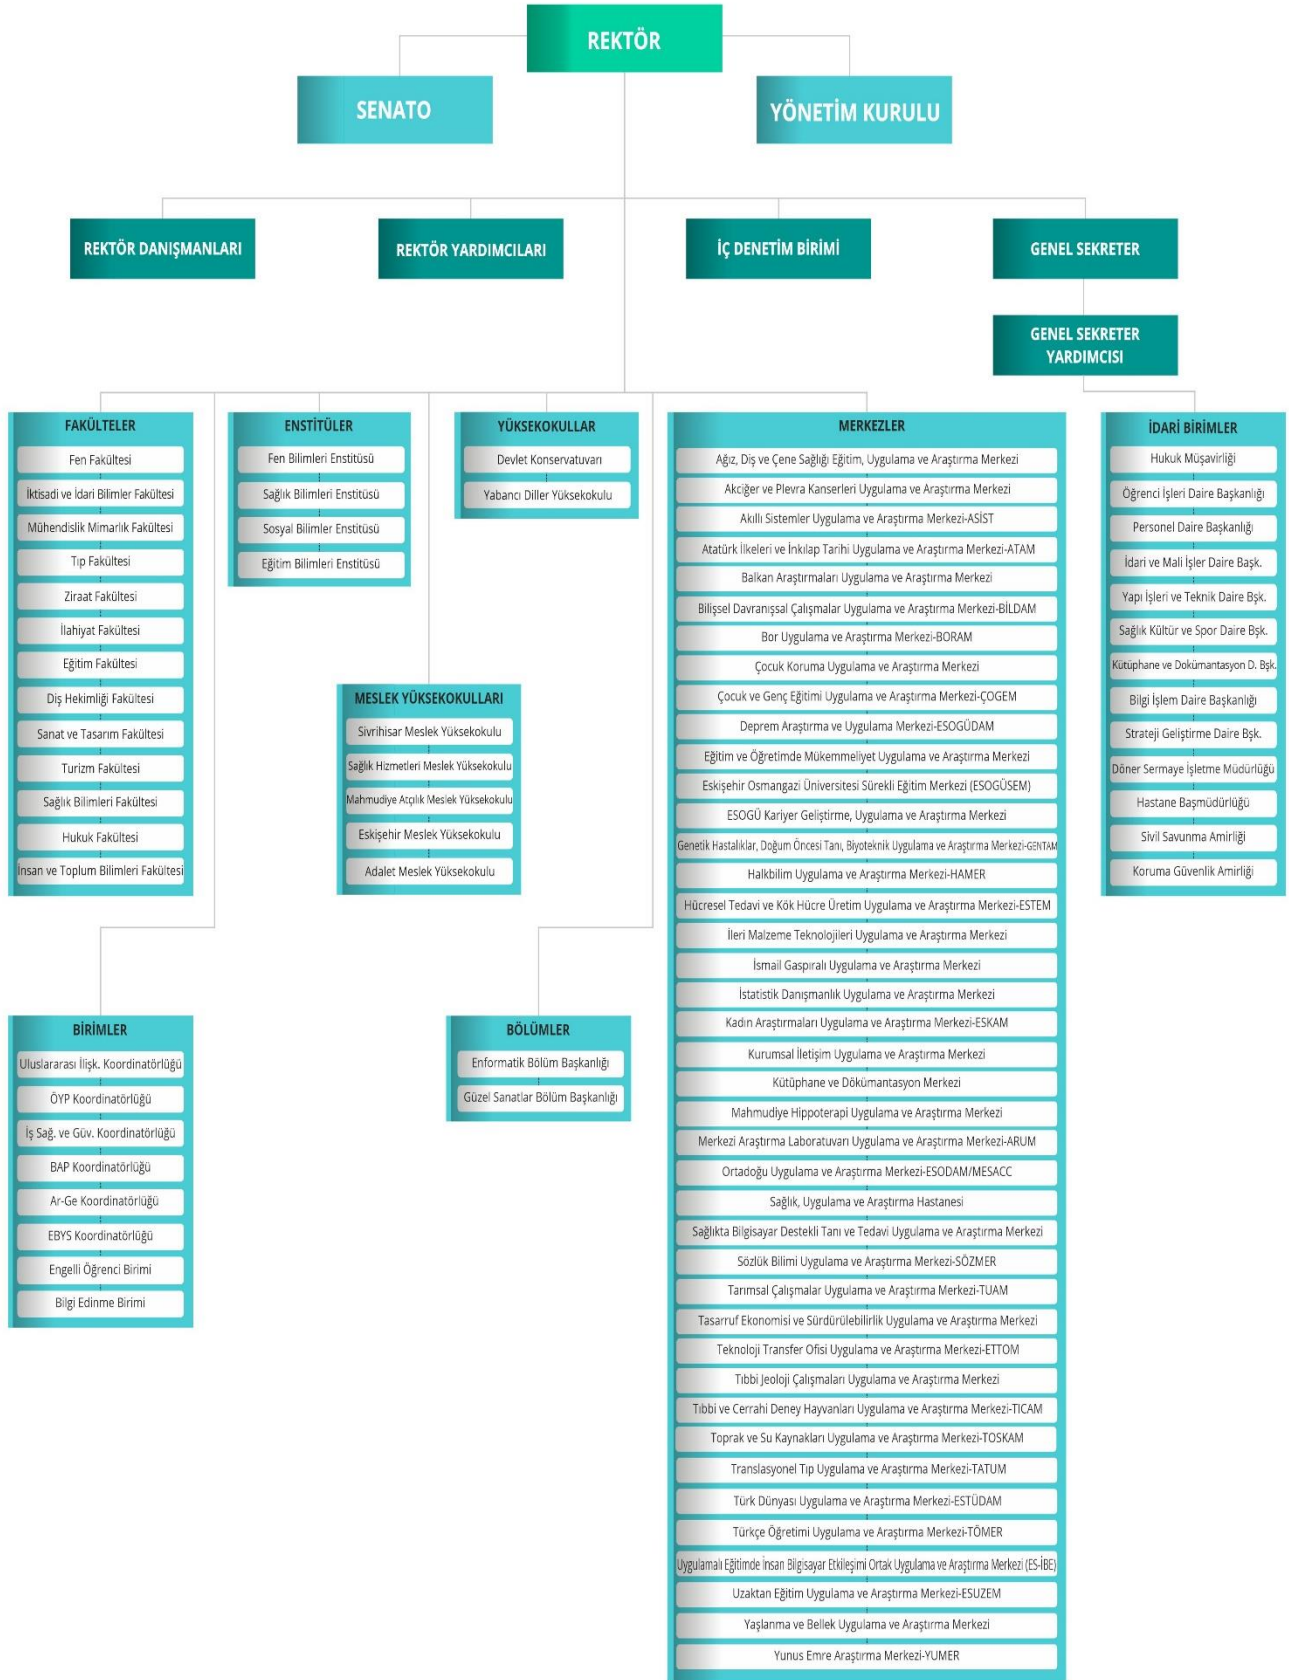 REKTÖR
SENATO
YÖNETİM KURULU
REKTÖR DANIŞMANLARI
REKTÖR YARDIMCILARI
İÇ DENETİM BİRİMİ
GENEL SEKRETER
GENEL SEKRETER
YARDIMCISI
FAKÜLTELER
Fen Fakültesi
İktisadi ve İdari Bilimler Fakültesi
Mühendislik Mimarlık Fakültesi
Tıp Fakültesi
Ziraat Fakültesi
İlahiyat Fakültesi
Eğitim Fakültesi
Diş Hekimliği Fakültesi
Sanat ve Tasarım Fakültesi
Turizm Fakültesi
Sağlık Bilimleri Fakültesi
Hukuk Fakültesi
İnsan ve Toplum Bilimleri Fakültesi
ENSTİTÜLER
Fen Bilimleri Enstitüsü
Sağlık Bilimleri Enstitüsü
Sosyal Bilimler Enstitüsü
Eğitim Bilimleri Enstitüsü
YÜKSEKOKULLAR
Devlet Konservatuvarı
Yabancı Diller Yüksekokulu
MESLEK YÜKSEKOKULLARI
Sivrihisar Meslek Yüksekokulu
Sağlık Hizmetleri Meslek Yüksekokulu
Mahmudiye Atçılık Meslek Yüksekokulu
Eskişehir Meslek Yüksekokulu
Adalet Meslek Yüksekokulu
MERKEZLER
Ağız, Diş ve Çene Sağlığı Eğitim, Uygulama ve Araştırma Merkezi
Akciğer ve Plevra Kanserleri Uygulama ve Araştırma Merkezi
Akıllı Sistemler Uygulama ve Araştırma Merkezi-ASİST
Atatürk İlkeleri ve İnkılap Tarihi Uygulama ve Araştırma Merkezi-ATAM
Balkan Araştırmaları Uygulama ve Araştırma Merkezi
Bilişsel Davranışsal Çalışmalar Uygulama ve Araştırma Merkezi-BİLDAM
Bor Uygulama ve Araştırma Merkezi-BORAM
Çocuk Koruma Uygulama ve Araştırma Merkezi
Çocuk ve Genç Eğitimi Uygulama ve Araştırma Merkezi-ÇOGEM
Deprem Araştırma ve Uygulama Merkezi-ESOGÜDAM
Eğitim ve Öğretimde Mükemmeliyet Uygulama ve Araştırma Merkezi
Eskişehir Osmangazi Üniversitesi Sürekli Eğitim Merkezi (ESOGÜSEM)
ESOGÜ Kariyer Geliştirme, Uygulama ve Araştırma Merkezi
Genetik Hastalıklar, Doğum Öncesi Tanı, Biyoteknik Uygulama ve Araştırma Merkezi-GENTAM
Halkbilim Uygulama ve Araştırma Merkezi-HAMER
Hücresel Tedavi ve Kök Hücre Üretim Uygulama ve Araştırma Merkezi-ESTEM
İleri Malzeme Teknolojileri Uygulama ve Araştırma Merkezi
İsmail Gaspıralı Uygulama ve Araştırma Merkezi
İstatistik Danışmanlık Uygulama ve Araştırma Merkezi
Kadın Araştırmaları Uygulama ve Araştırma Merkezi-ESKAM
Kurumsal İletişim Uygulama ve Araştırma Merkezi
Kütüphane ve Dökümantasyon Merkezi
Mahmudiye Hippoterapi Uygulama ve Araştırma Merkezi
Merkezi Araştırma Laboratuvarı Uygulama ve Araştırma Merkezi-ARUM
Ortadoğu Uygulama ve Araştırma Merkezi-ESODAM/MESACC
Sağlık, Uygulama ve Araştırma Hastanesi
Sağlıkta Bilgisayar Destekli Tanı ve Tedavi Uygulama ve Araştırma Merkezi
Sözlük Bilimi Uygulama ve Araştırma Merkezi-SÖZMER
Tarımsal Çalışmalar Uygulama ve Araştırma Merkezi-TUAM
Tasarruf Ekonomisi ve Sürdürülebilirlik Uygulama ve Araştırma Merkezi
Teknoloji Transfer Ofisi Uygulama ve Araştırma Merkezi-ETTOM
Tıbbi Jeoloji Çalışmaları Uygulama ve Araştırma Merkezi
Tıbbi ve Cerrahi Deney Hayvanları Uygulama ve Araştırma Merkezi-TICAM
Toprak ve Su Kaynakları Uygulama ve Araştırma Merkezi-TOSKAM
Translasyonel Tıp Uygulama ve Araştırma Merkezi-TATUM
Türk Dünyası Uygulama ve Araştırma Merkezi-ESTÜDAM
Türkçe Öğretimi Uygulama ve Araştırma Merkezi-TÖMER
Uygulamalı Eğitimde İnsan Bilgisayar Etkileşimi Ortak Uygulama ve Araştırma Merkezi (ES-İBE)
Uzaktan Eğitim Uygulama ve Araştırma Merkezi-ESUZEM
Yaşlanma ve Bellek Uygulama ve Araştırma Merkezi
Yunus Emre Araştırma Merkezi-YUMER
İDARİ BİRİMLER
Hukuk Müşavirliği
Öğrenci İşleri Daire Başkanlığı
Personel Daire Başkanlığı
İdari ve Mali İşler Daire Başk.
Yapı İşleri ve Teknik Daire Bşk.
Sağlık Kültür ve Spor Daire Bşk.
Kütüphane ve Dokümantasyon D. Bşk.
Bilgi İşlem Daire Başkanlığı
Strateji Geliştirme Daire Bşk.
Döner Sermaye İşletme Müdürlüğü
Hastane Başmüdürlüğü
Sivil Savunma Amirliği
Koruma Güvenlik Amirliği
BİRİMLER
Uluslararası İlişk. Koordinatörlüğü
ÖYP Koordinatörlüğü
İş Sağ. ve Güv. Koordinatörlüğü
BAP Koordinatörlüğü
Ar-Ge Koordinatörlüğü
EBYS Koordinatörlüğü
Engelli Öğrenci Birimi
Bilgi Edinme Birimi
BÖLÜMLER
Enformatik Bölüm Başkanlığı
Güzel Sanatlar Bölüm Başkanlığı